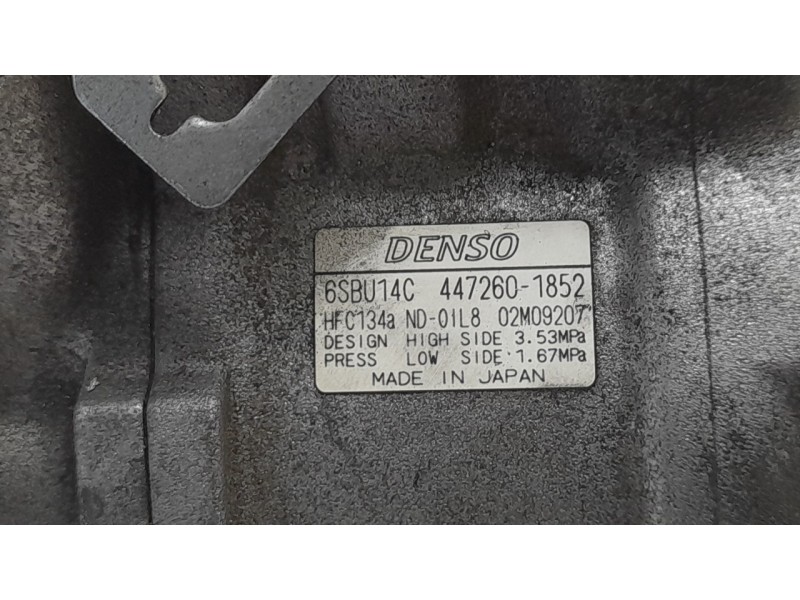 DENSO
6SBU14C 447260-1852
HFC134a ND-OIL8 02M09207
DESIGN HIGH SIDE 3.53MPa
PRESS LOW SIDE 1.67MPa
MADE IN JAPAN